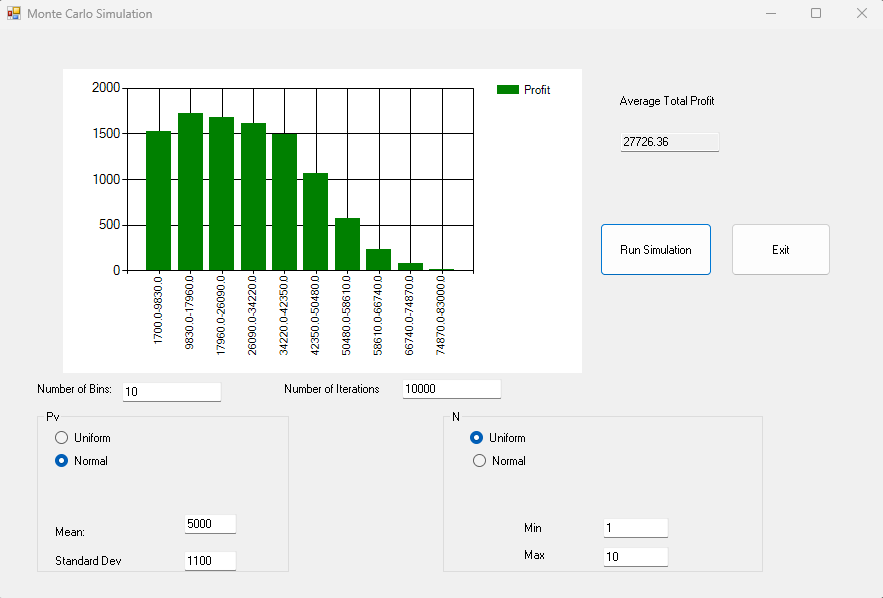 Monte Carlo Simulation
2000
1500
1000
500
0
1700.0-9830.0
9830.0-17960.0
17960.0-26090.0
26090.0-34220.0
34220.0-42350.0
42350.0-50480.0
50480.0-58610.0
58610.0-66740.0
66740.0-74870.0
74870.0-83000.0
Profit
Average Total Profit
27726.36
Run Simulation
Exit
Number of Bins:
10
Number of Iterations
10000
Pv
Uniform
Normal
Mean:
5000
Standard Dev
1100
N
Uniform
Normal
Min
1
Max
10